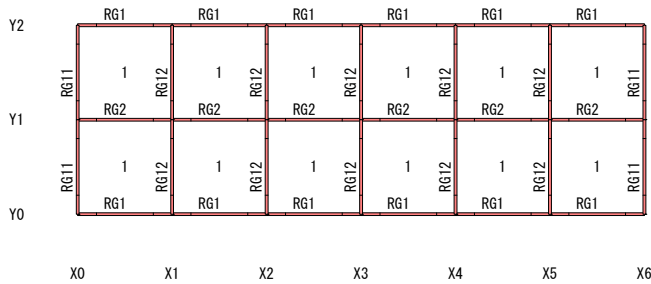 RG1 RG1 RG1 RG1 RG1 RG1
Y2
RG11 1 RG12 1 RG12 1 RG12 1 RG12 1 RG12 1 RG11
RG2 RG2 RG2 RG2 RG2 RG2
Y1
RG11 1 RG12 1 RG12 1 RG12 1 RG12 1 RG12 1 RG11
RG1 RG1 RG1 RG1 RG1 RG1
Y0
X0 X1 X2 X3 X4 X5 X6